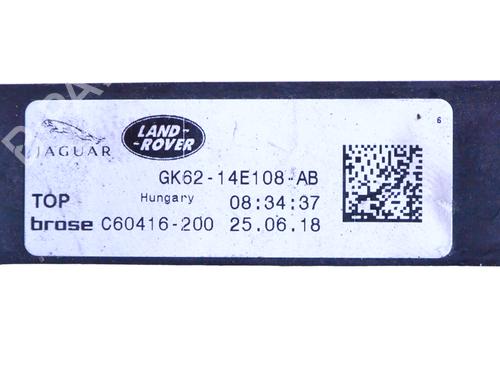 JAGUAR
LAND-
-ROVER
GK62-14E108-AB
TOP Hungary 08:34:37
brose C60416-200 25.06.18
6